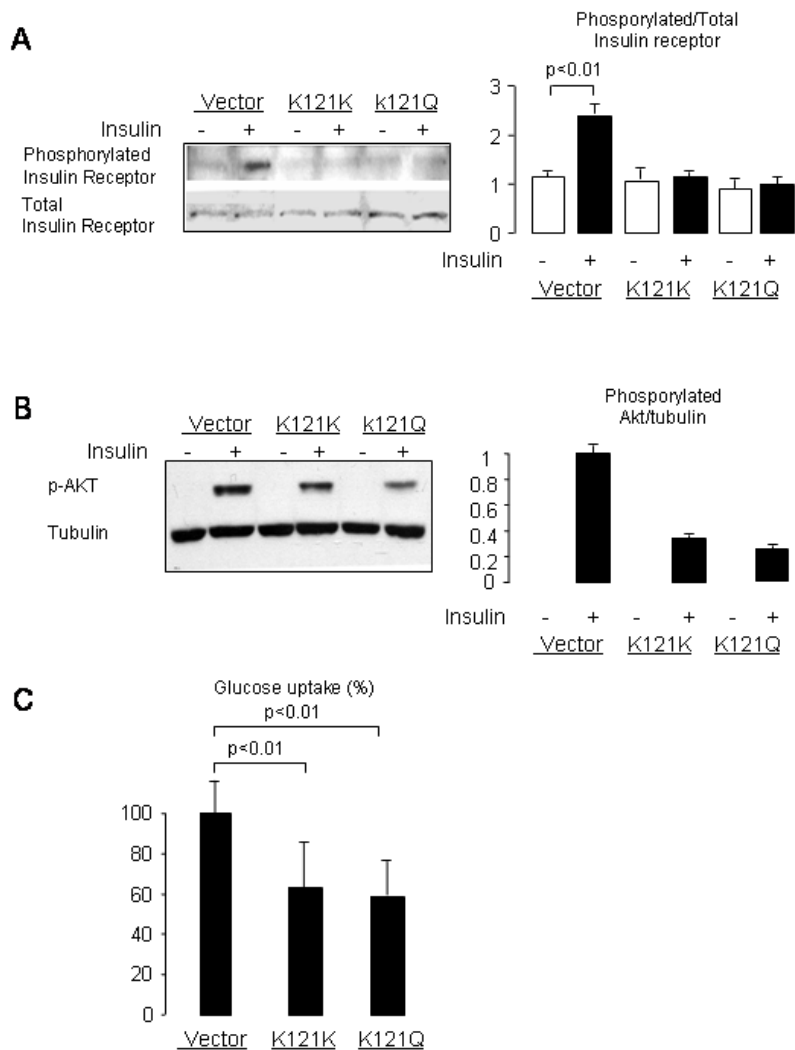 A
Vector K121K k121Q
Insulin - + - + - +
Phosphorylated
Insulin Receptor
Total
Insulin Receptor
Phosporylated/Total
Insulin receptor
p<0.01
3
2
1
0
Insulin - + - + - +
Vector K121K K121Q
B
Vector K121K k121Q
Insulin - + - + - +
p-AKT
Tubulin
Phosporylated
Akt/tubulin
1
0.8
0.6
0.4
0.2
0
Insulin - + - + - +
Vector K121K K121Q
C
Glucose uptake (%)
p<0.01
p<0.01
100
80
60
40
20
0
Vector K121K K121Q